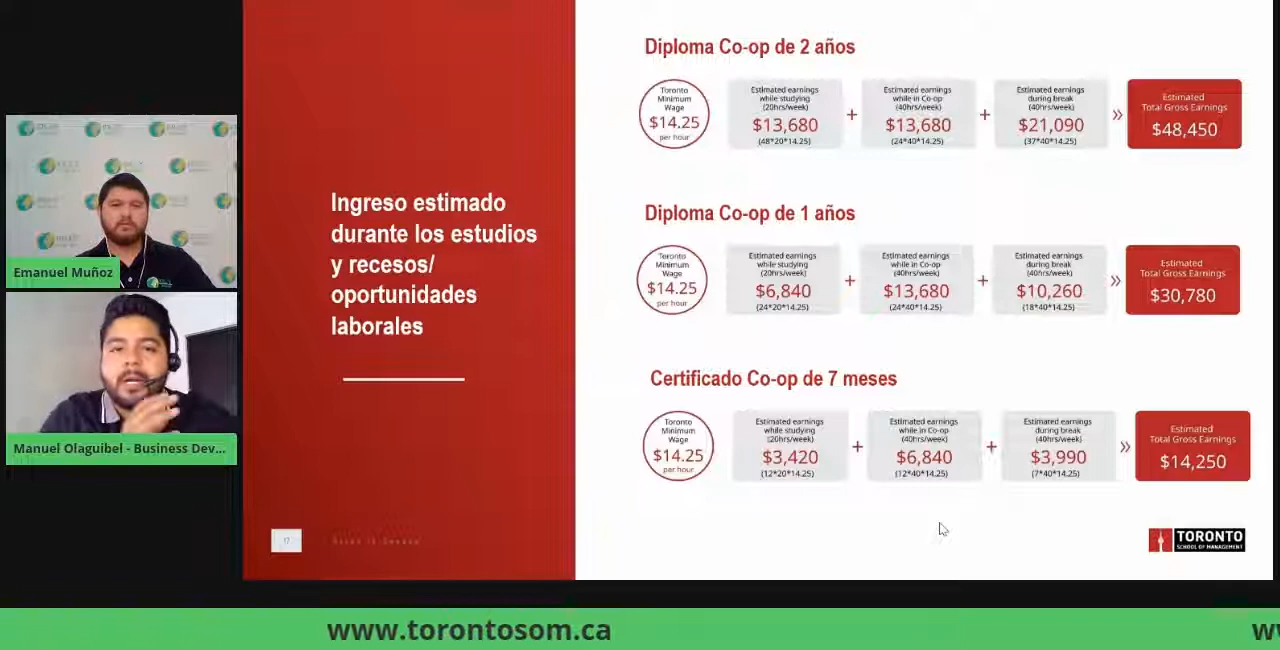 Emanuel Muñoz
Manuel Olaguibel - Business Dev...
Ingreso estimado
durante los estudios
y recesos/
oportunidades
laborales
17
Diploma Co-op de 2 años
Toronto
Minimum
Wage
$14.25
per hour
Estimated earnings
while studying
(20hrs/week)
$13,680
(48*20*14.25)
+
Estimated earnings
while in Co-op
(40hrs/week)
$13,680
(24*40*14.25)
+
Estimated earnings
during break
(40hrs/week)
$21,090
(37*40*14.25)
»
Estimated
Total Gross Earnings
$48,450
Diploma Co-op de 1 años
Toronto
Minimum
Wage
$14.25
per hour
Estimated earnings
while studying
(20hrs/week)
$6,840
(24*20*14.25)
+
Estimated earnings
while in Co-op
(40hrs/week)
$13,680
(24*40*14.25)
+
Estimated earnings
during break
(40hrs/week)
$10,260
(18*40*14.25)
»
Estimated
Total Gross Earnings
$30,780
Certificado Co-op de 7 meses
Toronto
Minimum
Wage
$14.25
per hour
Estimated earnings
while studying
(20hrs/week)
$3,420
(12*20*14.25)
+
Estimated earnings
while in Co-op
(40hrs/week)
$6,840
(12*40*14.25)
+
Estimated earnings
during break
(40hrs/week)
$3,990
(7*40*14.25)
»
Estimated
Total Gross Earnings
$14,250
TORONTO
SCHOOL OF MANAGEMENT
www.torontosom.ca